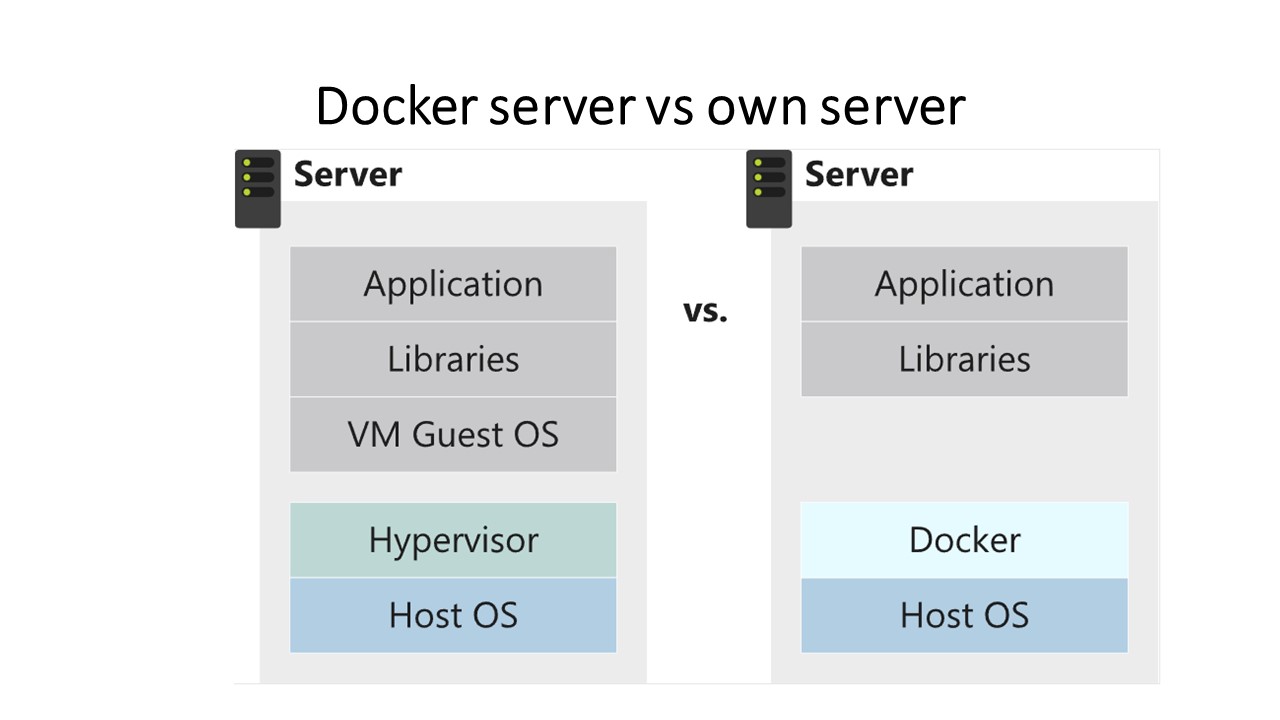 Docker server vs own server
Server
Application
Libraries
VM Guest OS
Hypervisor
Host OS
vs.
Server
Application
Libraries
Docker
Host OS